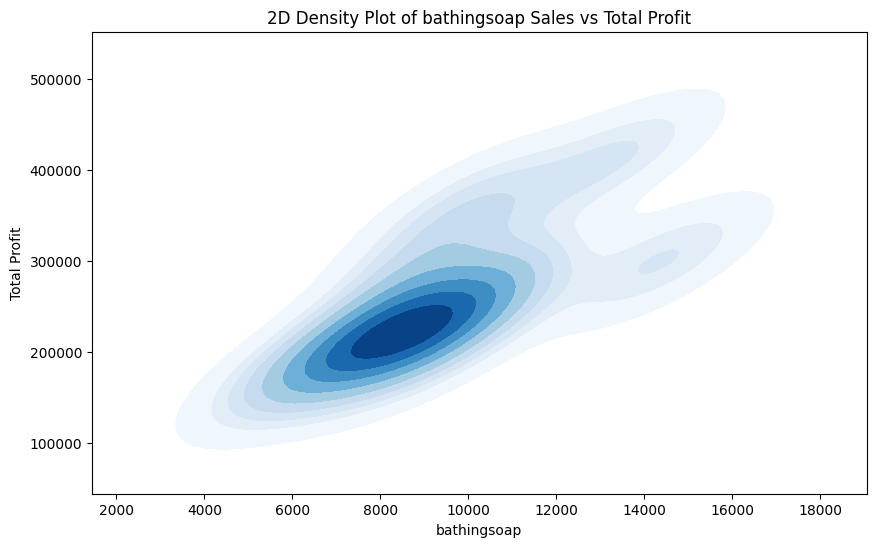 2D Density Plot of bathingsoap Sales vs Total Profit
500000
400000
300000
200000
100000
Total Profit
2000 4000 6000 8000 10000 12000 14000 16000 18000
bathingsoap